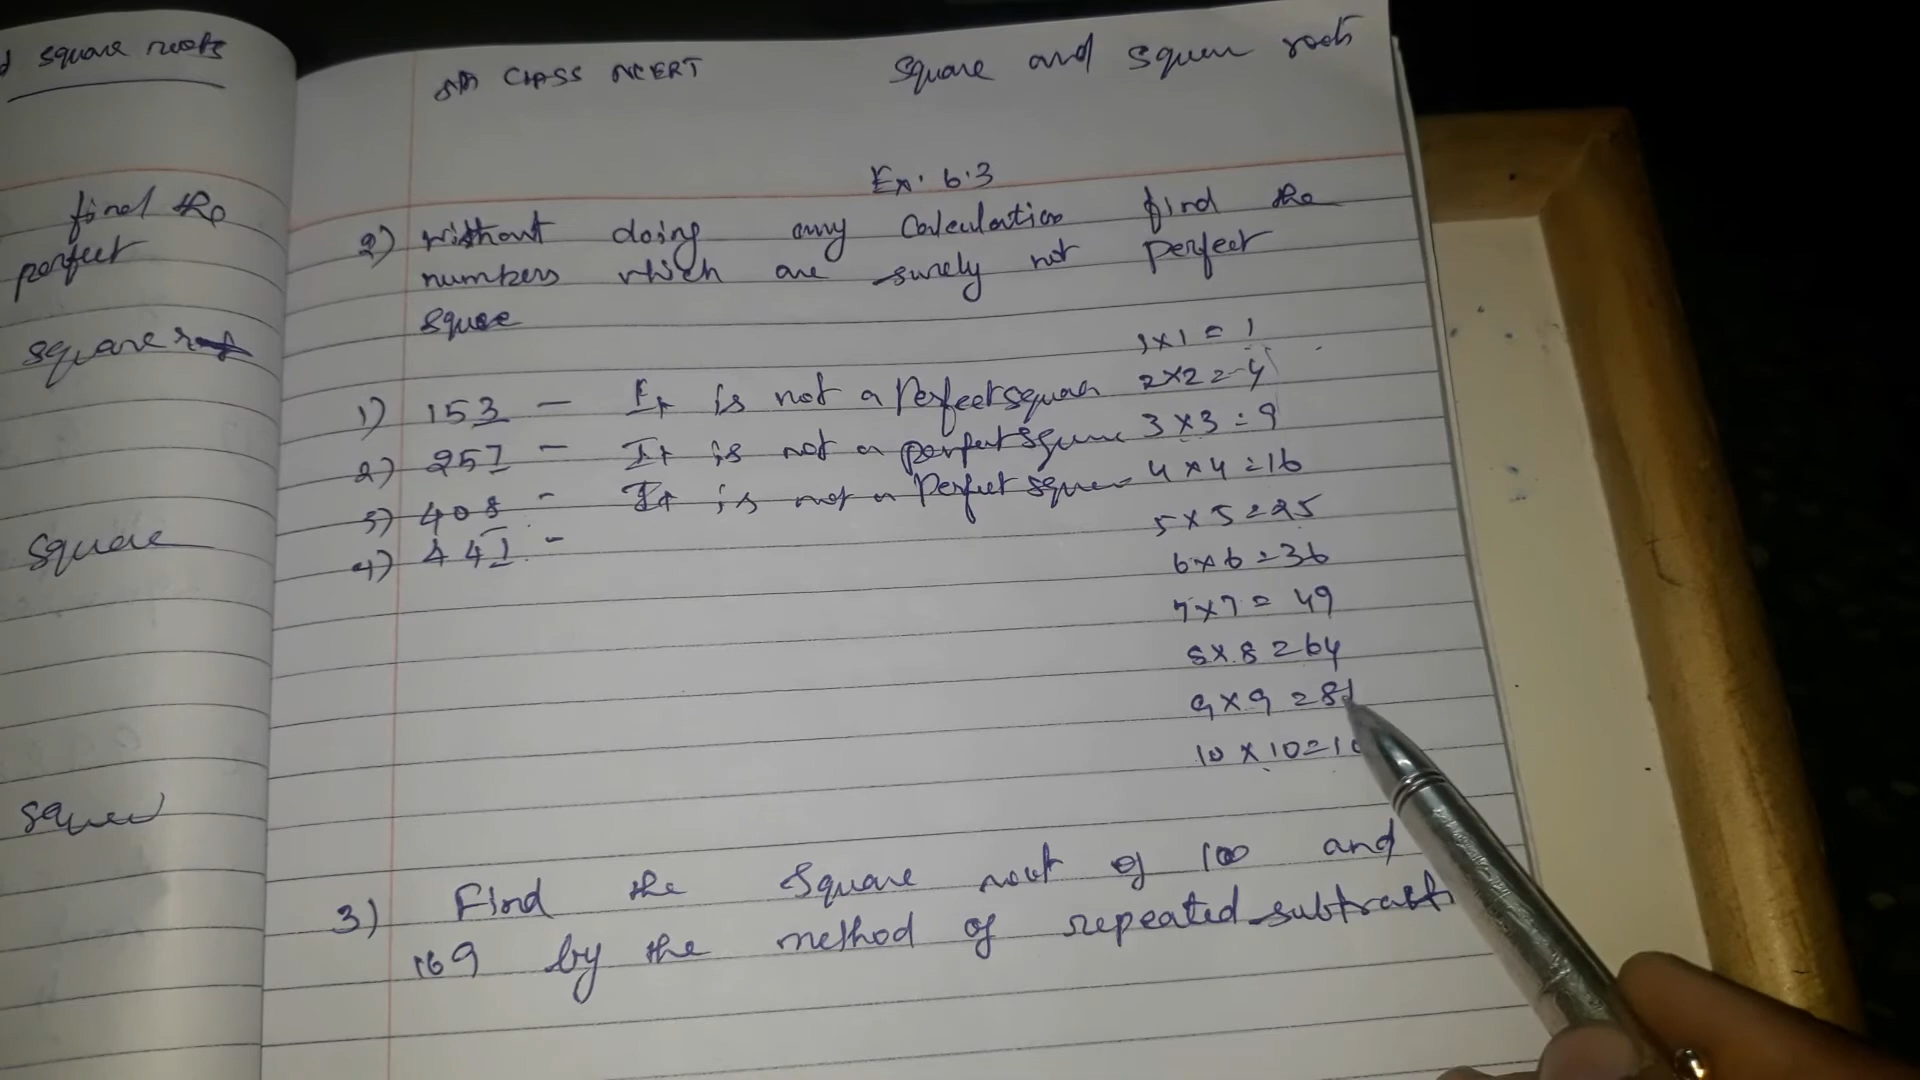 square roots
find the
perfect
square
Square
8th CLASS NCERT
Square and Square roots
Ex. 6.3
2) without doing any Calculation find the
numbers which are surely not perfect
square
1) 153 - It is not a Perfect square
2) 257 - It is not a perfect square
3) 408 - It is not a Perfect square
4) 441 -
1x1 = 1
2x2 = 4
3x3 = 9
4x4 = 16
5x5 = 25
6x6 = 36
7x7 = 49
8x8 = 64
9x9 = 81
10 x 10 =
3) Find the Square root of 100 and
169 by the method of repeated subtracti